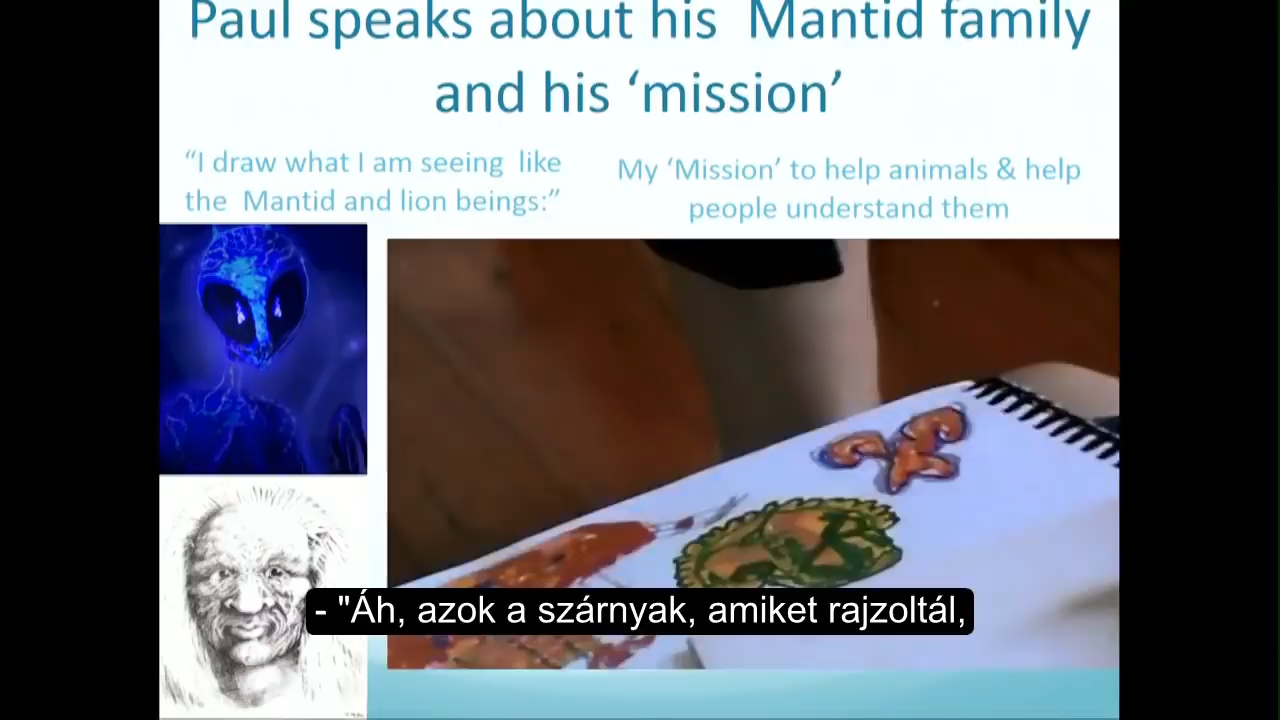 Paul speaks about his Mantid family
and his ‘mission’
“I draw what I am seeing like
the Mantid and lion beings:”
My ‘Mission’ to help animals & help
people understand them
- "Áh, azok a szárnyak, amiket rajzoltál,